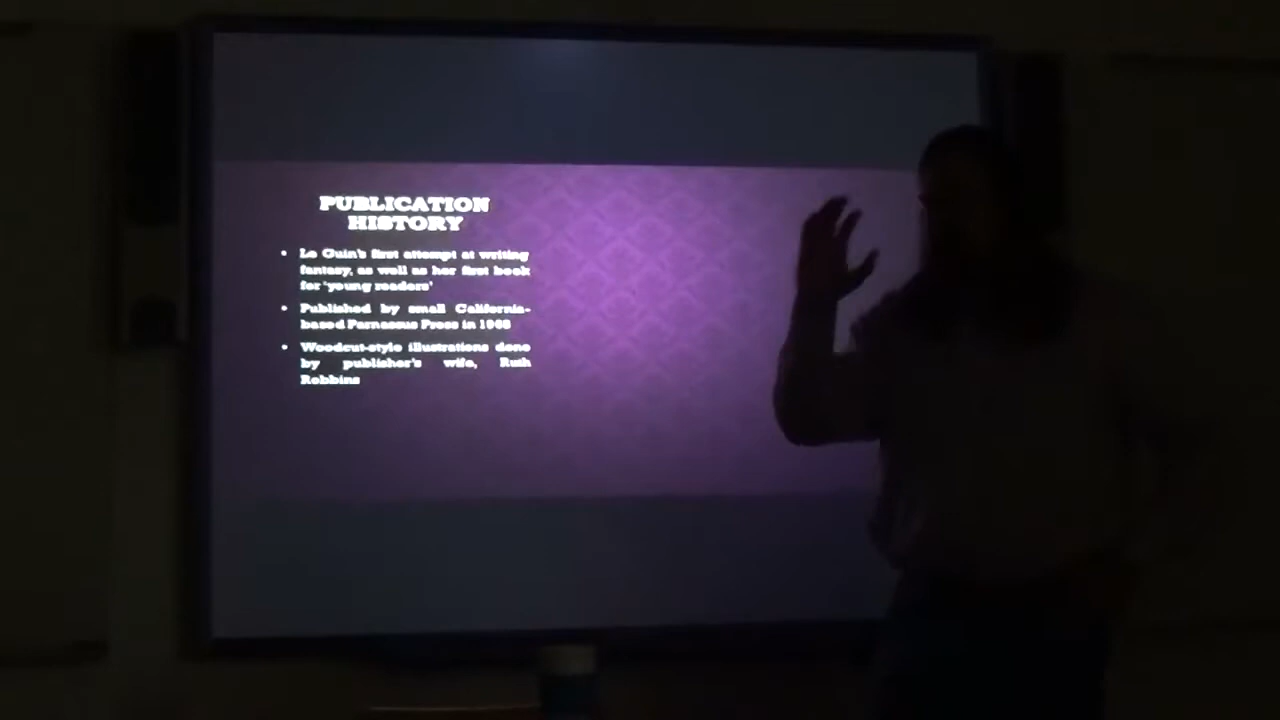 PUBLICATION
HISTORY
• Le Guin's first attempt at writing
fantasy, as well as her first book
for 'young readers'
• Published by small California-
based Parnassus Press in 1968
• Woodcut-style illustrations done
by publisher's wife, Ruth
Robbins